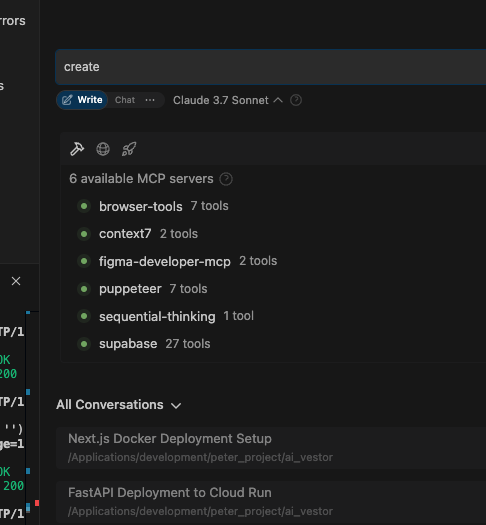 rrors
s
create
Write Chat ··· Claude 3.7 Sonnet
6 available MCP servers
browser-tools 7 tools
context7 2 tools
figma-developer-mcp 2 tools
puppeteer 7 tools
sequential-thinking 1 tool
supabase 27 tools
TP/1
OK
200
TP/1
'')
ge=1
OK
200
TP/1
All Conversations
Next.js Docker Deployment Setup
/Applications/development/peter_project/ai_vestor
FastAPI Deployment to Cloud Run
/Applications/development/peter_project/ai_vestor